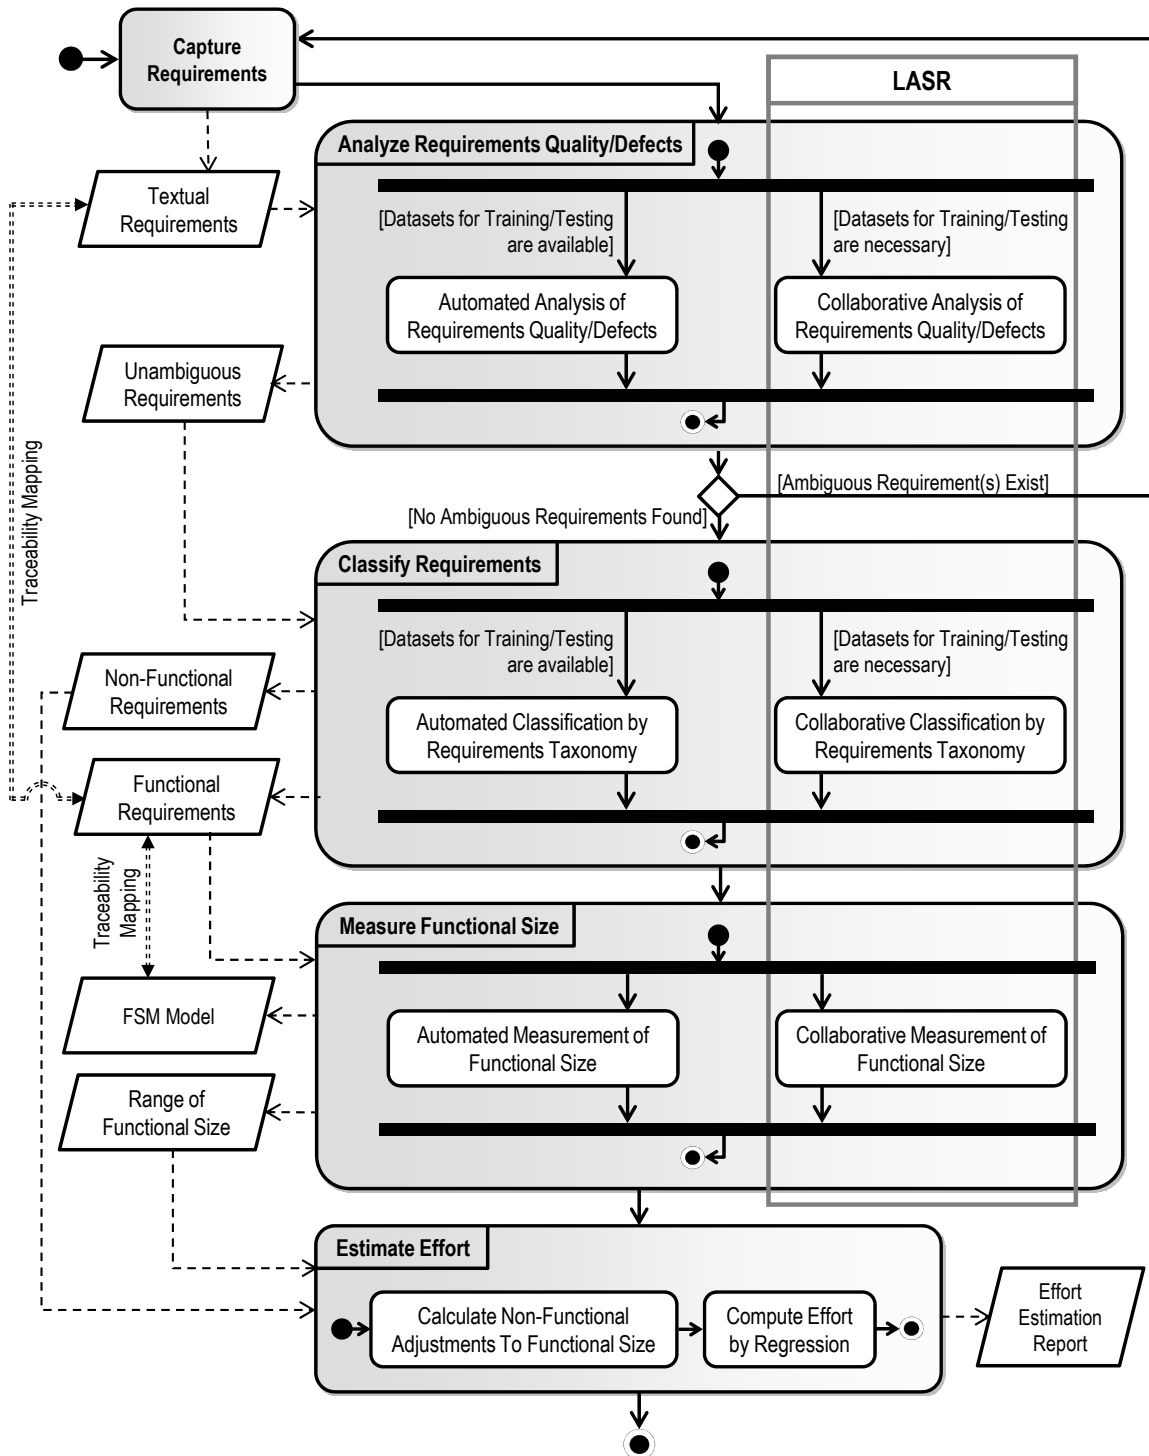 Capture
Requirements
LASR
Analyze Requirements Quality/Defects
Textual
Requirements
[Datasets for Training/Testing
are available]
[Datasets for Training/Testing
are necessary]
Automated Analysis of
Requirements Quality/Defects
Collaborative Analysis of
Requirements Quality/Defects
Unambiguous
Requirements
Traceability Mapping
[Ambiguous Requirement(s) Exist]
[No Ambiguous Requirements Found]
Classify Requirements
[Datasets for Training/Testing
are available]
[Datasets for Training/Testing
are necessary]
Non-Functional
Requirements
Automated Classification by
Requirements Taxonomy
Collaborative Classification by
Requirements Taxonomy
Functional
Requirements
Traceability
Mapping
Measure Functional Size
FSM Model
Automated Measurement of
Functional Size
Collaborative Measurement of
Functional Size
Range of
Functional Size
Estimate Effort
Calculate Non-Functional
Adjustments To Functional Size
Compute Effort
by Regression
Effort
Estimation
Report